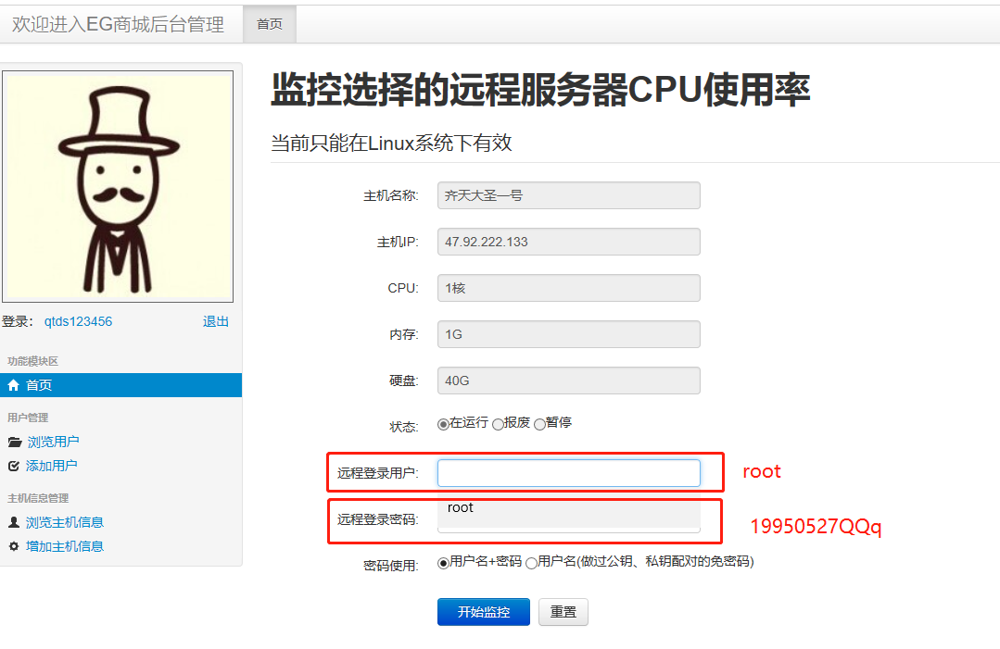 欢迎进入EG商城后台管理 首页
监控选择的远程服务器CPU使用率
当前只能在Linux系统下有效
主机名称: 齐天大圣一号
主机IP: 47.92.222.133
CPU: 1核
内存: 1G
硬盘: 40G
状态: 在运行 报废 暂停
远程登录用户: root
root
远程登录密码: 19950527QQq
密码使用: 用户名+密码 用户名(做过公钥、私钥配对的免密码)
开始监控 重置
登录: qtds123456 退出
功能模块区
首页
用户管理
浏览用户
添加用户
主机信息管理
浏览主机信息
增加主机信息